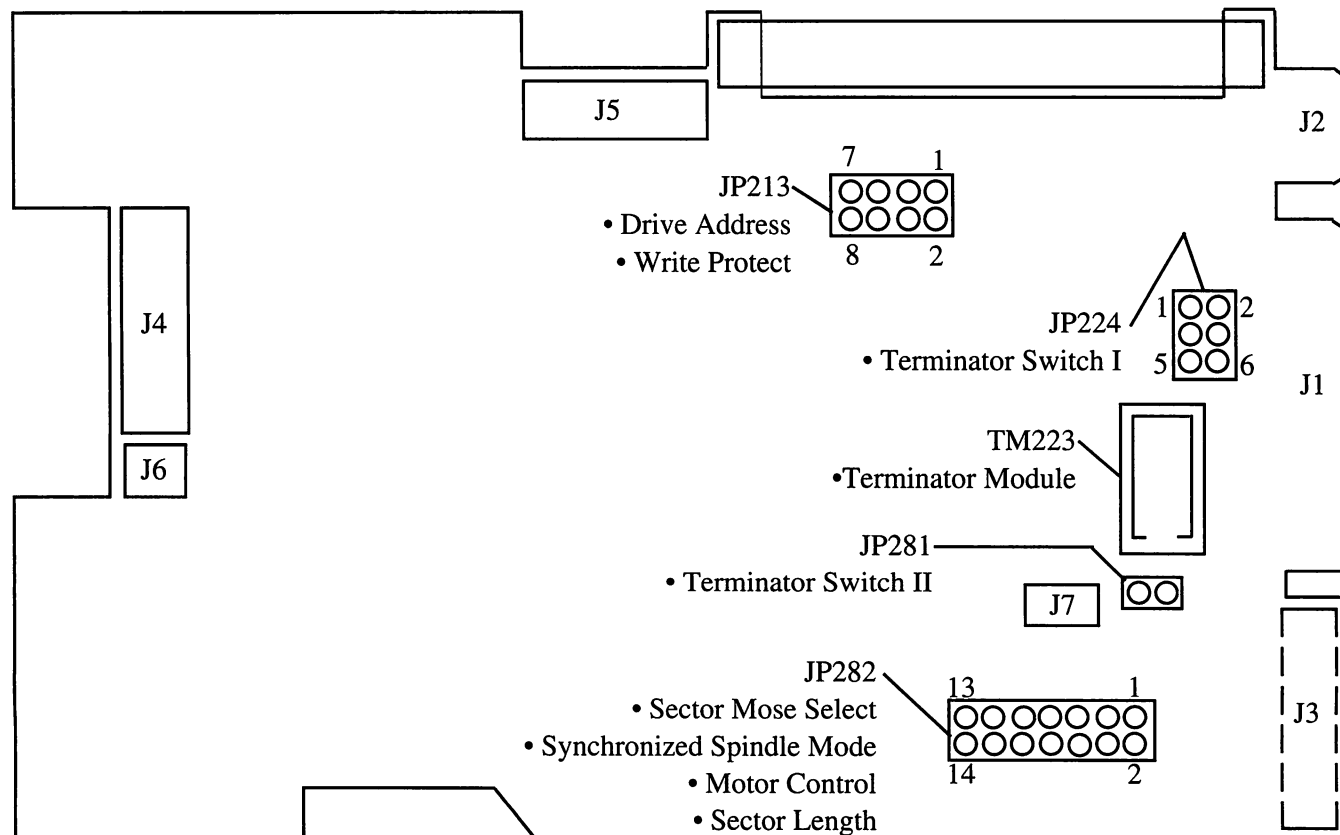 J5
J2
7 1
JP213
• Drive Address
• Write Protect
8 2
J4
1 2
JP224
• Terminator Switch I
5 6
J1
TM223
•Terminator Module
J6
JP281
• Terminator Switch II
J7
JP282
13 1
• Sector Mose Select
J3
• Synchronized Spindle Mode
14 2
• Motor Control
• Sector Length